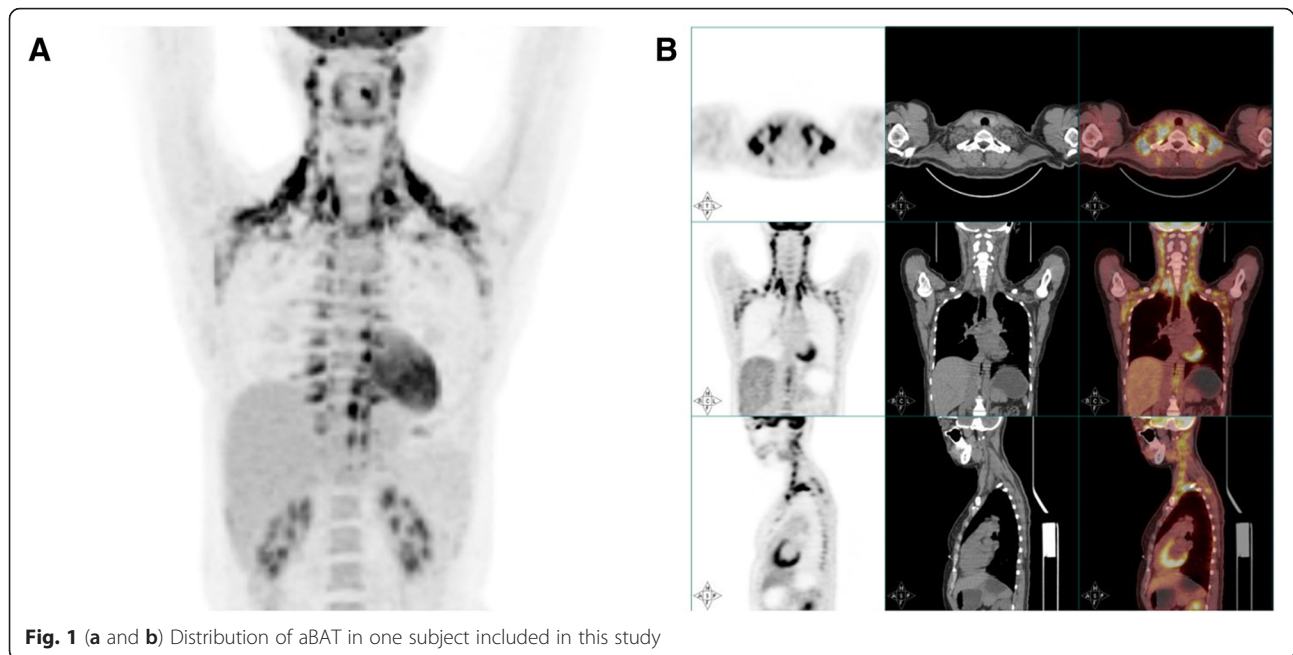 A
B
Fig. 1 (a and b) Distribution of aBAT in one subject included in this study